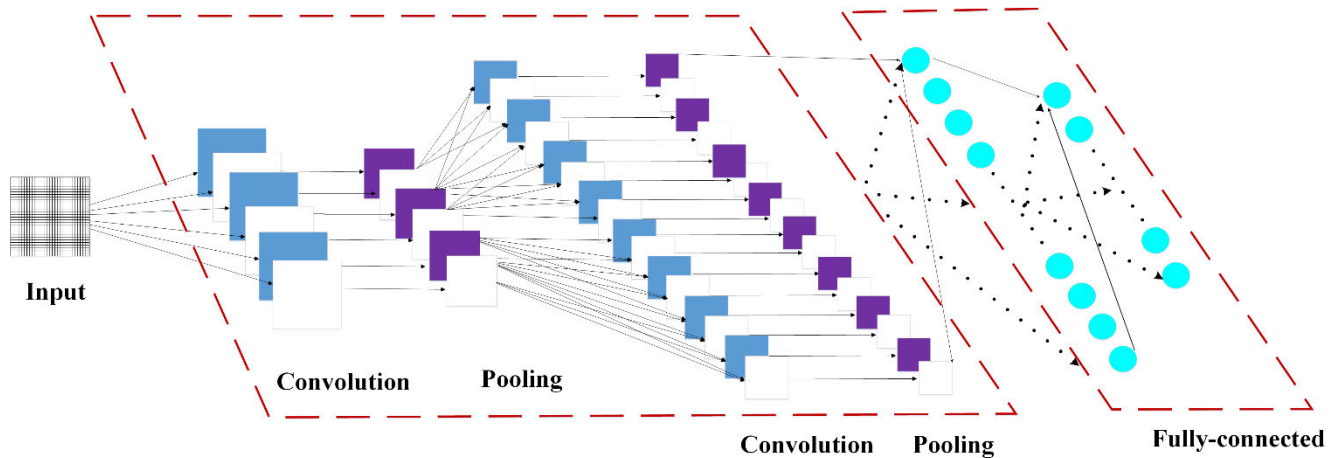 Input
Convolution
Pooling
Convolution
Pooling
Fully-connected